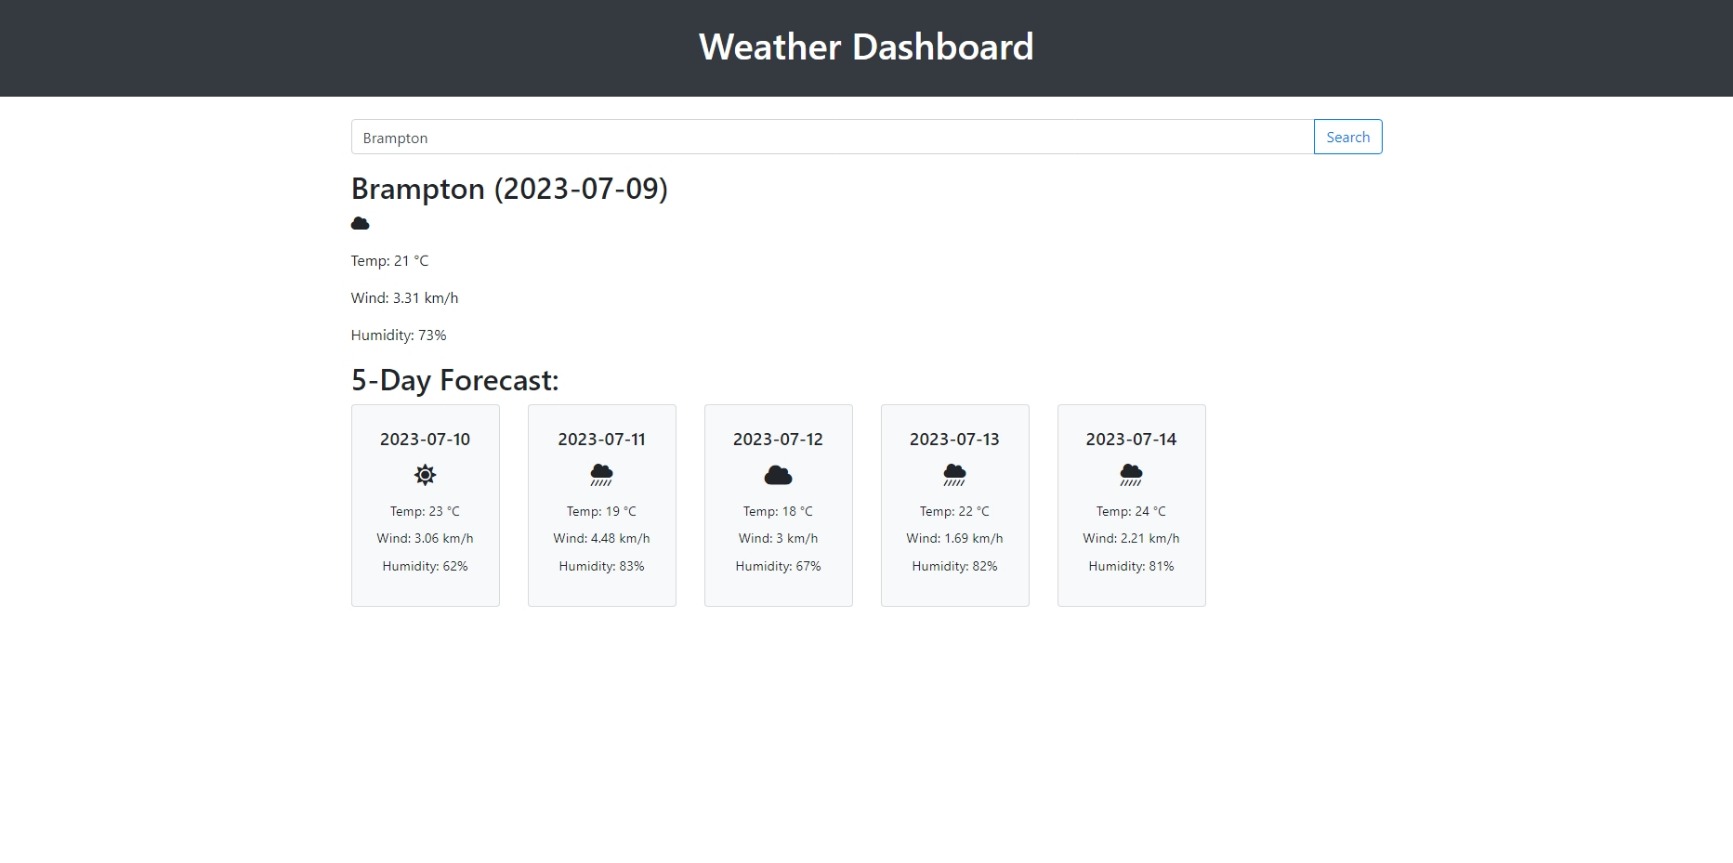 Weather Dashboard
Brampton
Search
Brampton (2023-07-09)
Temp: 21 °C
Wind: 3.31 km/h
Humidity: 73%
5-Day Forecast:
2023-07-10
Temp: 23 °C
Wind: 3.06 km/h
Humidity: 62%
2023-07-11
Temp: 19 °C
Wind: 4.48 km/h
Humidity: 83%
2023-07-12
Temp: 18 °C
Wind: 3 km/h
Humidity: 67%
2023-07-13
Temp: 22 °C
Wind: 1.69 km/h
Humidity: 82%
2023-07-14
Temp: 24 °C
Wind: 2.21 km/h
Humidity: 81%